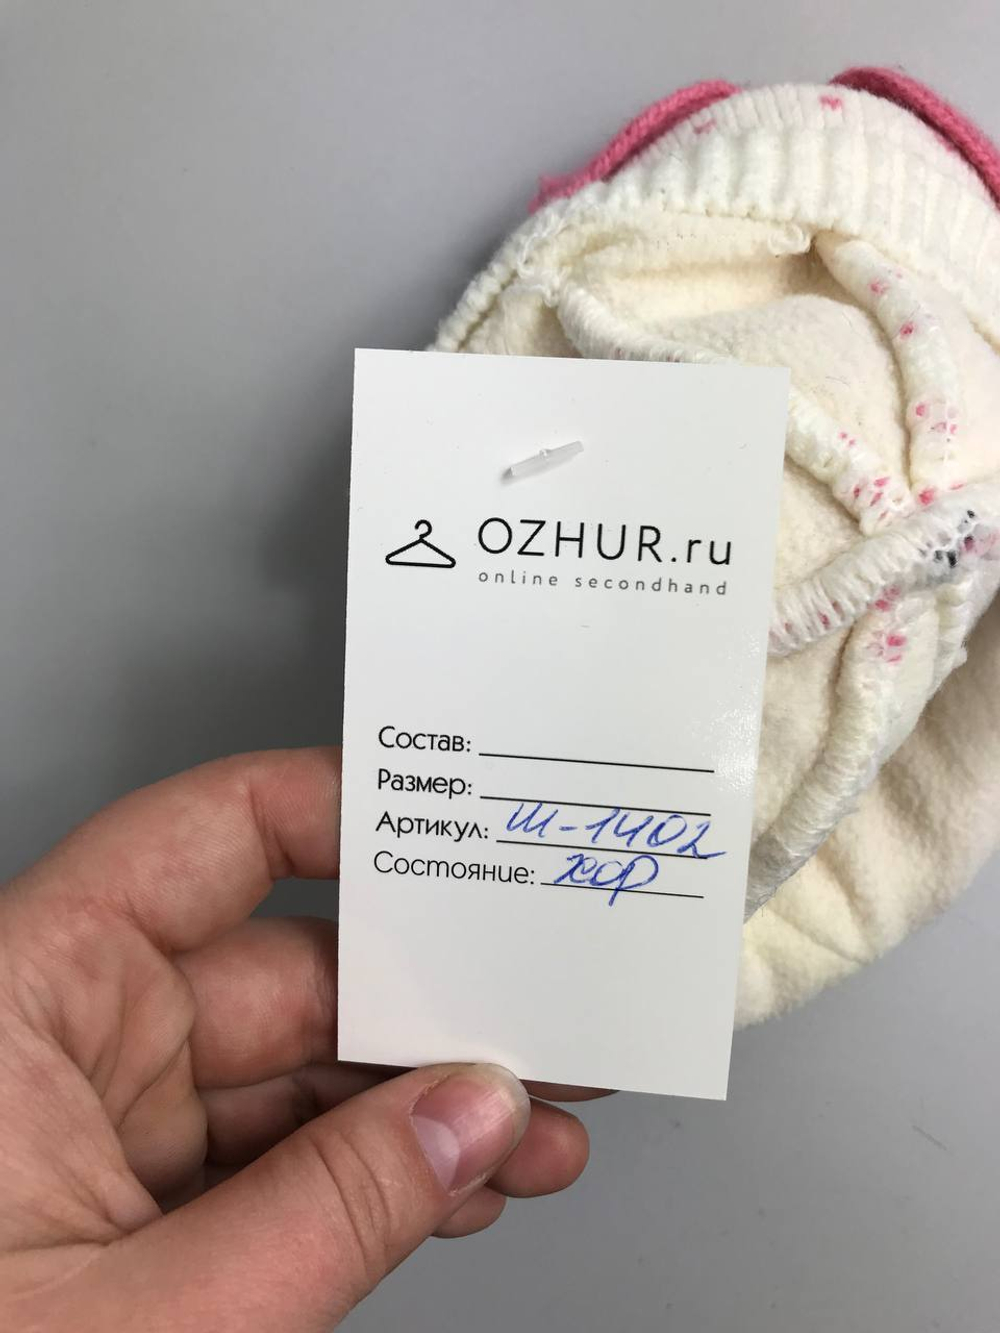 OZHUR.ru
online secondhand
Состав:
Размер:
Артикул: Ш-1402
Состояние: хор